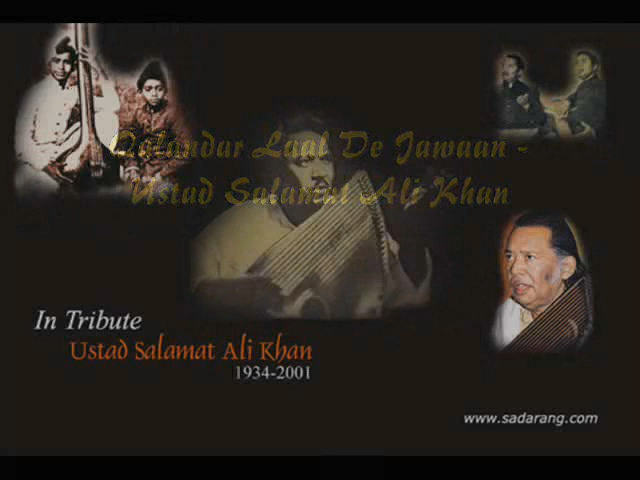 Qalandar Laal De Jawaan -
Ustad Salamat Ali Khan
In Tribute
Ustad Salamat Ali Khan
1934-2001
www.sadarang.com